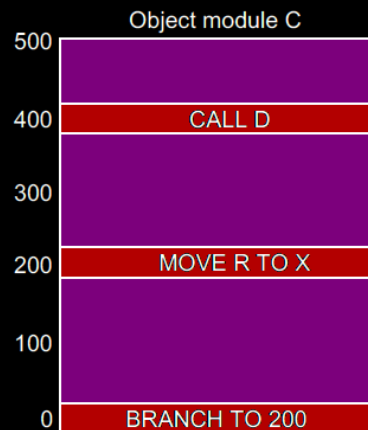 Object module C
500
400 CALL D
300
200 MOVE R TO X
100
0 BRANCH TO 200